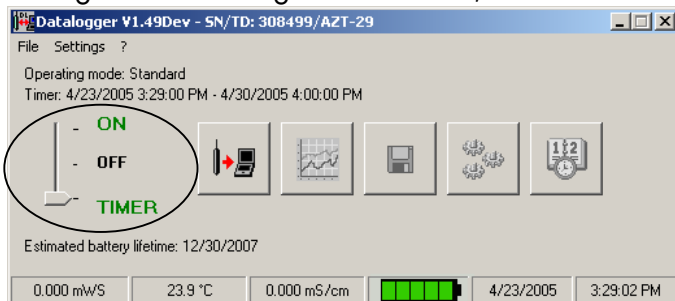 Datalogger V1.49Dev - SN/TD: 308499/AZT-29
File Settings ?
Operating mode: Standard
Timer: 4/23/2005 3:29:00 PM - 4/30/2005 4:00:00 PM
- ON
- OFF
- TIMER
1 2
Estimated battery lifetime: 12/30/2007
0.000 mWS 23.9 °C 0.000 mS/cm 4/23/2005 3:29:02 PM